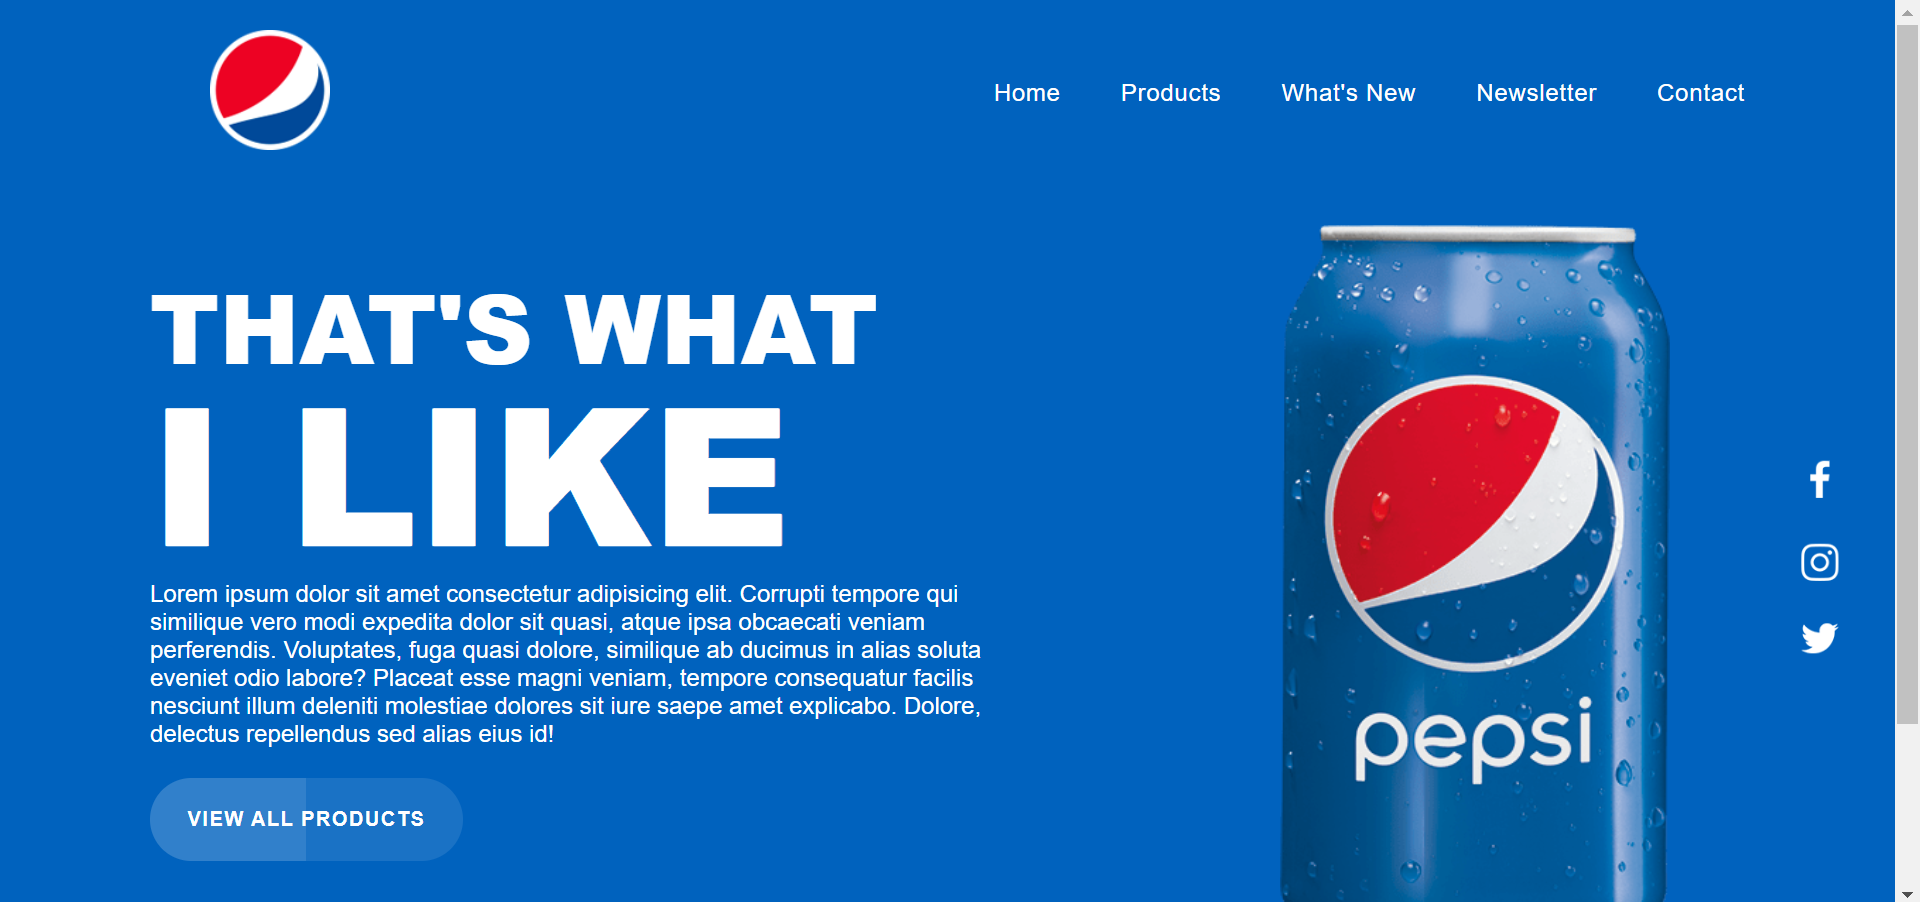 Home Products What's New Newsletter Contact
THAT'S WHAT
I LIKE
Lorem ipsum dolor sit amet consectetur adipisicing elit. Corrupti tempore qui
similique vero modi expedita dolor sit quasi, atque ipsa obcaecati veniam
perferendis. Voluptates, fuga quasi dolore, similique ab ducimus in alias soluta
eveniet odio labore? Placeat esse magni veniam, tempore consequatur facilis
nesciunt illum deleniti molestiae dolores sit iure saepe amet explicabo. Dolore,
delectus repellendus sed alias eius id!
VIEW ALL PRODUCTS
pepsi